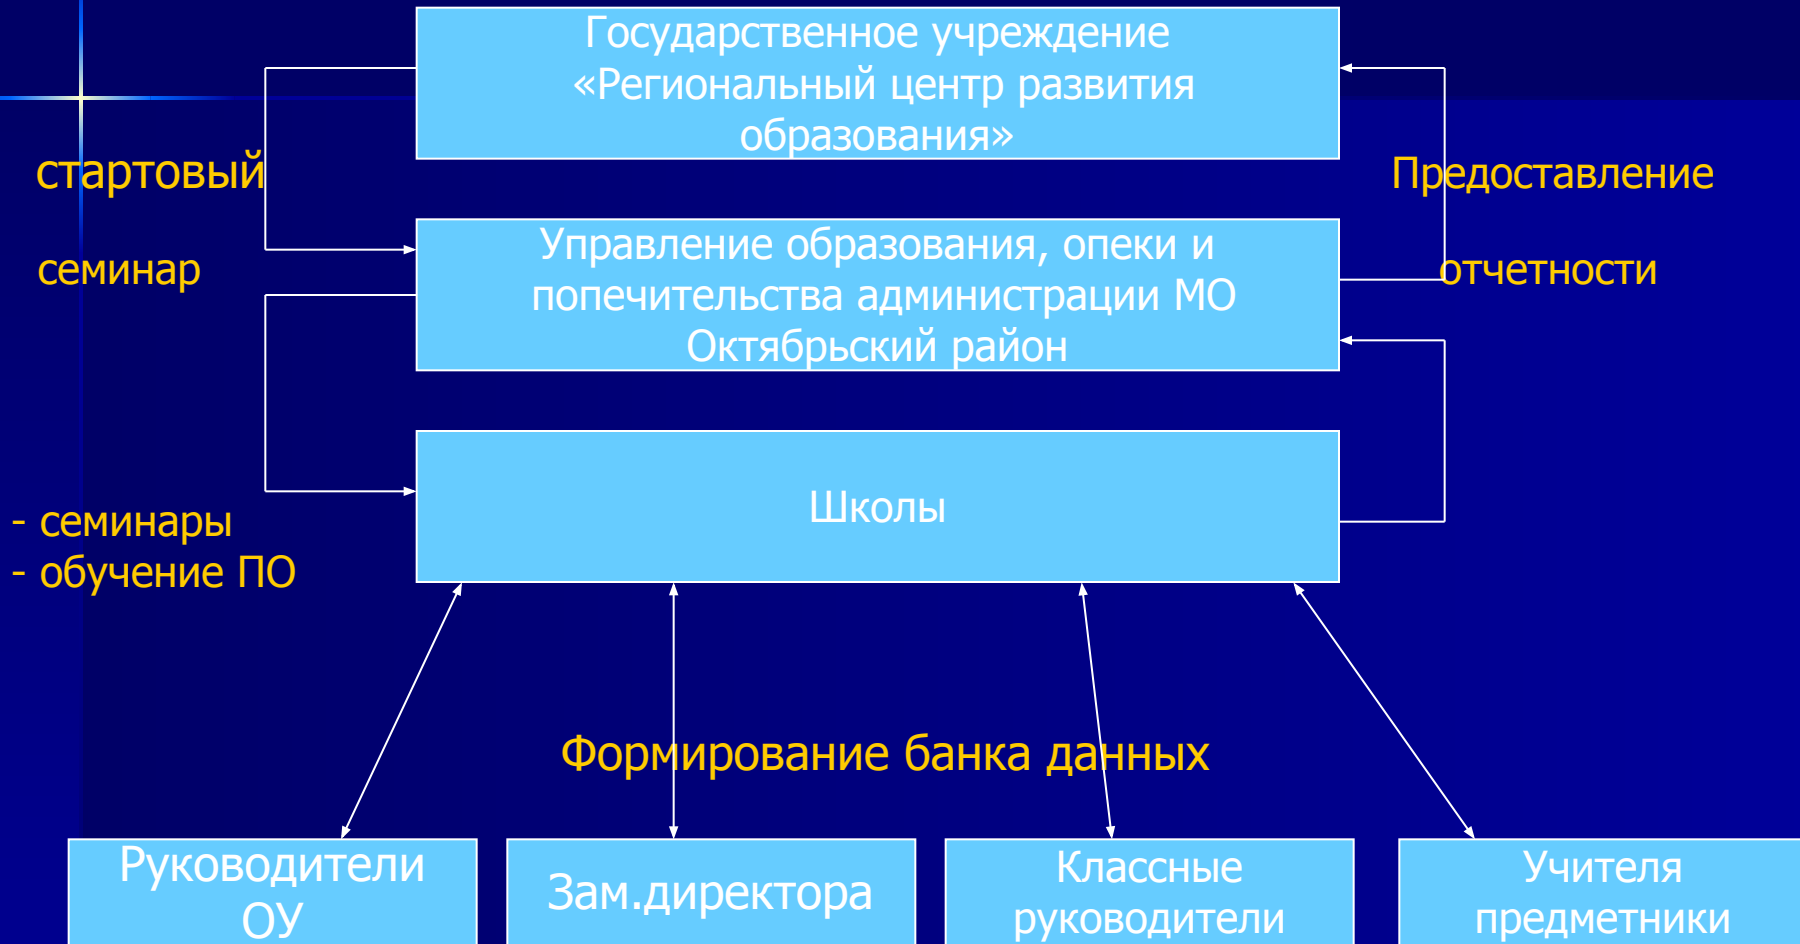 Государственное учреждение
«Региональный центр развития
образования»
стартовый
семинар
Предоставление
отчетности
Управление образования, опеки и
попечительства администрации МО
Октябрьский район
Школы
- семинары
- обучение ПО
Формирование банка данных
Руководители
ОУ
Зам.директора
Классные
руководители
Учителя
предметники